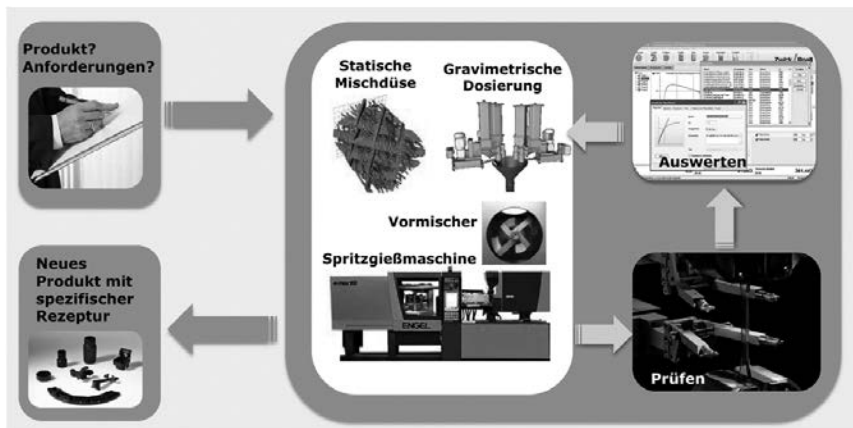 Produkt?
Anforderungen?
Statische
Mischdüse
Gravimetrische
Dosierung
Auswerten
Vormischer
Spritzgießmaschine
ENGEL
Neues
Produkt mit
spezifischer
Rezeptur
Prüfen